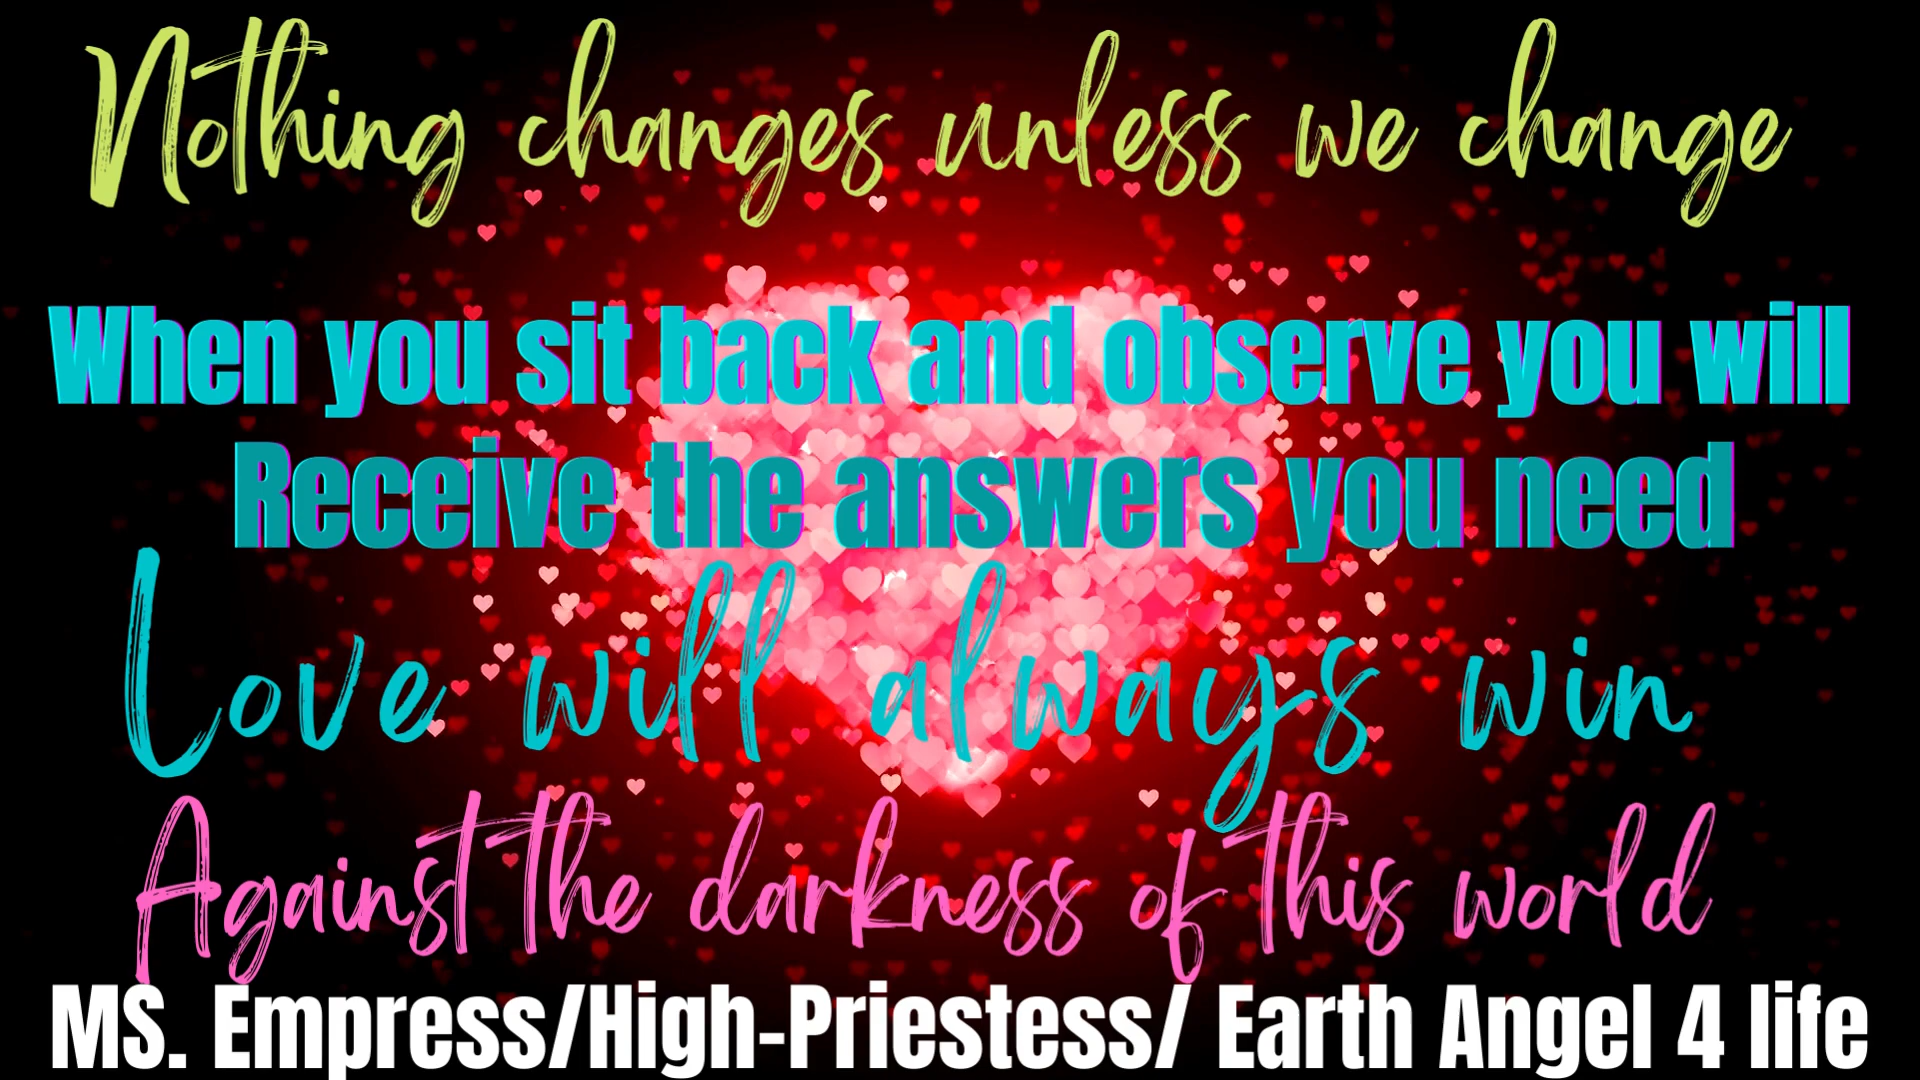 Nothing changes unless we change
When you sit back and observe you will
Receive the answers you need
Love will always win
Against the darkness of this world
MS. Empress/High-Priestess/ Earth Angel 4 life